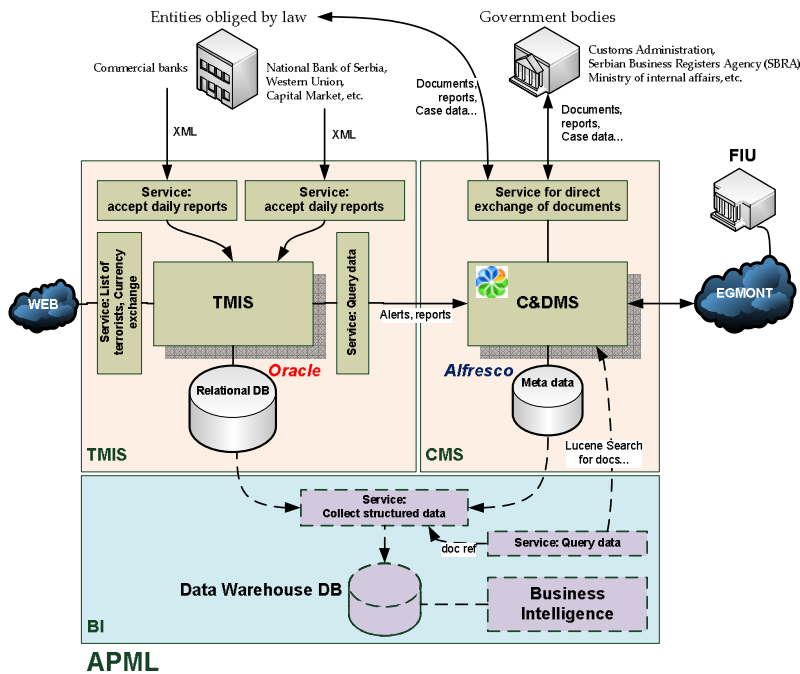 Entities obliged by law
Government bodies
Commercial banks
National Bank of Serbia,
Western Union,
Capital Market, etc.
Customs Administration,
Serbian Business Registers Agency (SBRA)
Ministry of internal affairs, etc.
Documents,
reports,
Case data...
Documents,
reports,
Case data...
XML
XML
FIU
Service:
accept daily reports
Service:
accept daily reports
Service for direct
exchange of documents
WEB
Service: List of
terrorists, Currency
exchange
TMIS
Service: Query data
Alerts, reports
C&DMS
EGMONT
Oracle
Alfresco
Relational DB
Meta data
TMIS
CMS
Lucene Search
for docs...
Service:
Collect structured data
doc ref
Service: Query data
Data Warehouse DB
Business
Intelligence
BI
APML